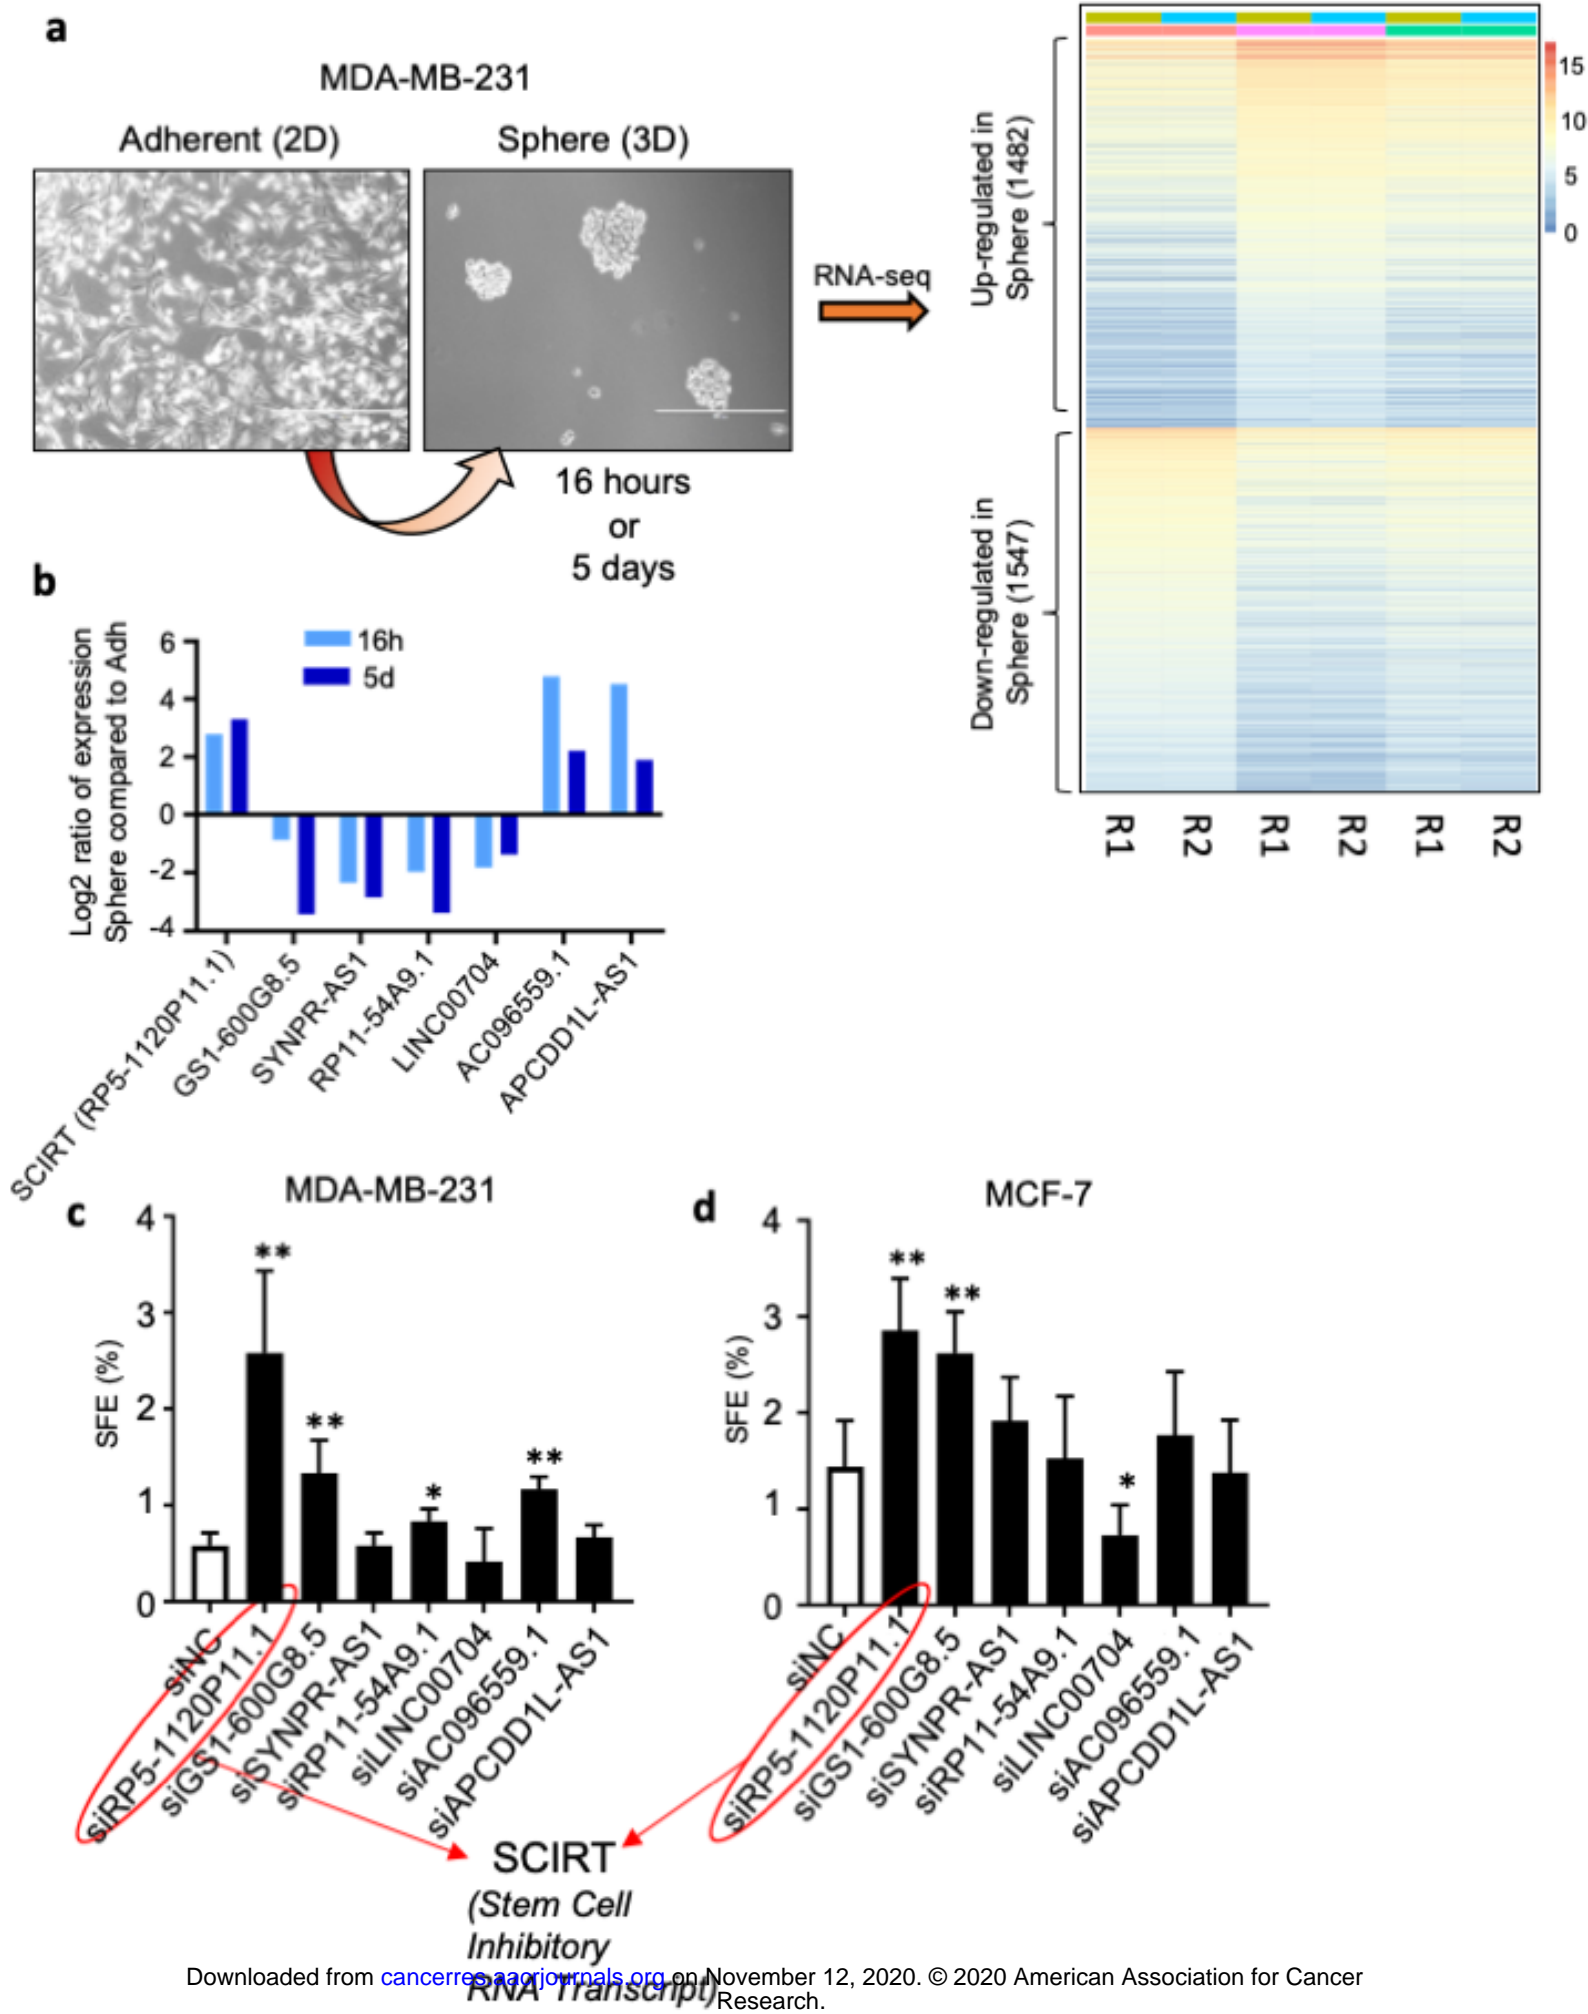 a
MDA-MB-231
Adherent (2D)
Sphere (3D)
RNA-seq
16 hours
or
5 days
Up-regulated in
Sphere (1482)
Down-regulated in
Sphere (1547)
15
10
5
0
R1
R2
R1
R2
R1
R2
b
Log2 ratio of expression
Sphere compared to Adh
16h
5d
6
4
2
0
-2
-4
SCIRT (RP5-1120P11.1)
GS1-600G8.5
SYNPR-AS1
RP11-54A9.1
LINC00704
AC096559.1
APCDD1L-AS1
c
MDA-MB-231
SFE (%)
4
3
2
1
0
**
**
*
**
siNC
siRP5-1120P11.1
siGS1-600G8.5
siSYNPR-AS1
siRP11-54A9.1
siLINC00704
siAC096559.1
siAPCDD1L-AS1
d
MCF-7
SFE (%)
4
3
2
1
0
**
**
*
siNC
siRP5-1120P11.1
siGS1-600G8.5
siSYNPR-AS1
siRP11-54A9.1
siLINC00704
siAC096559.1
siAPCDD1L-AS1
SCIRT
(Stem Cell
Inhibitory
RNA Transcript)
Downloaded from cancerres.aacrjournals.org on November 12, 2020. © 2020 American Association for Cancer
Research.